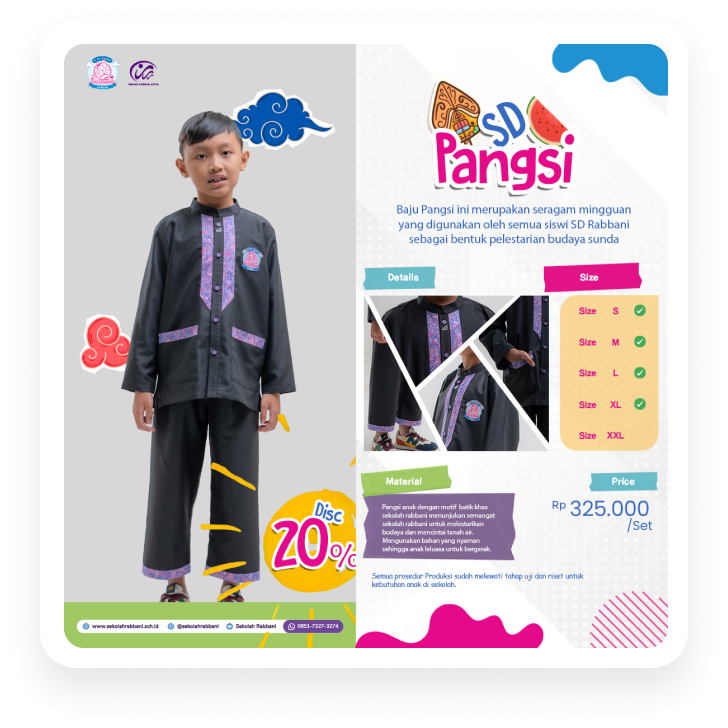 SD
Pangsi
Baju Pangsi ini merupakan seragam mingguan
yang digunakan oleh semua siswi SD Rabbani
sebagai bentuk pelestarian budaya sunda
Details
Size
Size S
Size M
Size L
Size XL
Size XXL
Material
Pangsi anak dengan motif batik khas
sekolah rabbani menunjukan semangat
sekolah rabbani untuk melestarikan
budaya dan mencintai tanah air.
Mengunakan bahan yang nyaman
sehingga anak leluasa untuk bergerak.
Price
Rp 325.000
/Set
Semua prosedur Produksi sudah melewati tahap uji dan riset untuk
kebutuhan anak di sekolah.
Disc
20%
www.sekolahrabbani.sch.id @sekolahrabbani Sekolah Rabbani 0851-7327-3274